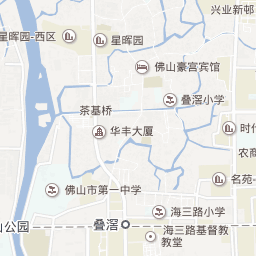 兴业新邨
星晖园-西区
星晖园
佛山豪宫宾馆
叠滘小学
茶基桥
华丰大厦
时代
农商
佛山市第一中学
名苑-
山公园
叠滘
海三路小学
海三路基督教
教堂